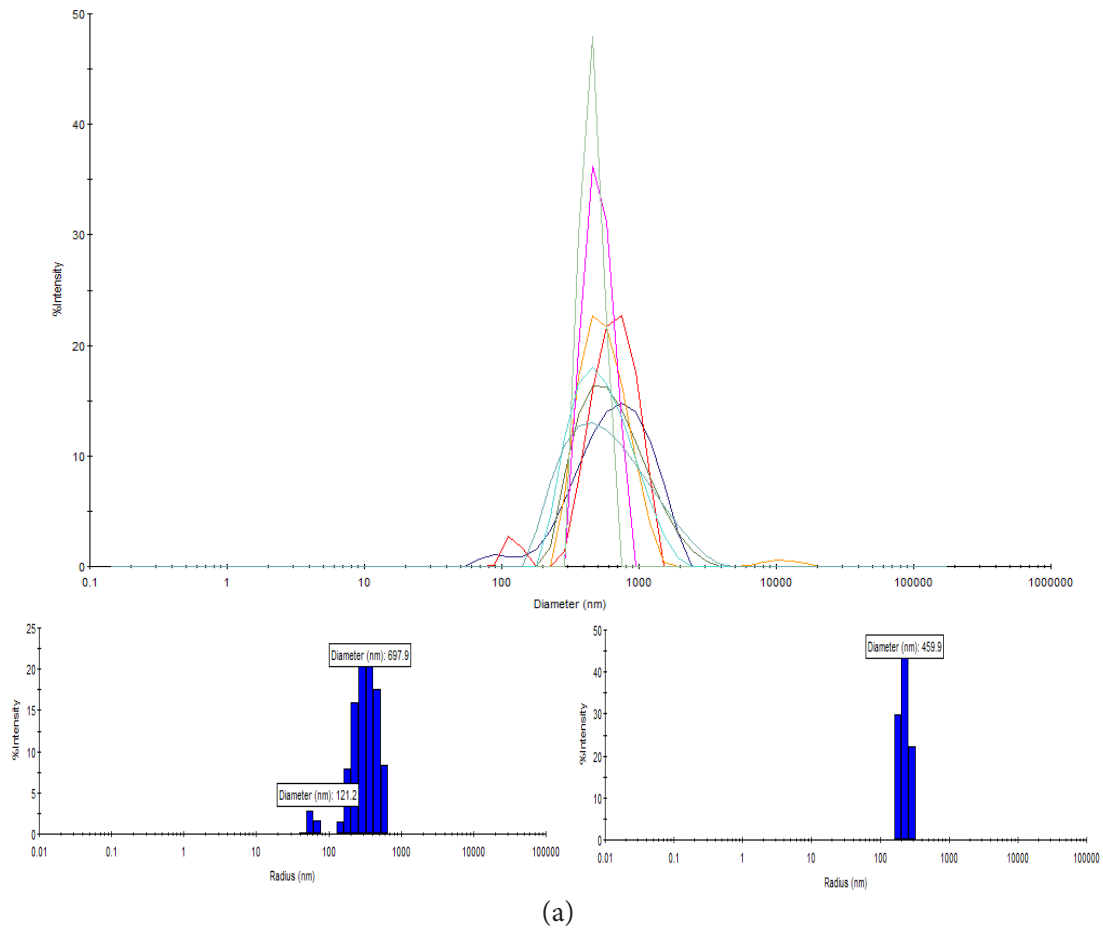 50
40
30
20
10
0
%Intensity
0.1 1 10 100 1000 10000 100000 1000000
Diameter (nm)
25
20
15
10
5
0
%Intensity
Diameter (nm): 697.9
Diameter (nm): 121.2
0.01 0.1 1 10 100 1000 10000 100000
Radius (nm)
50
40
30
20
10
0
%Intensity
Diameter (nm): 459.9
0.01 0.1 1 10 100 1000 10000 100000
Radius (nm)
(a)